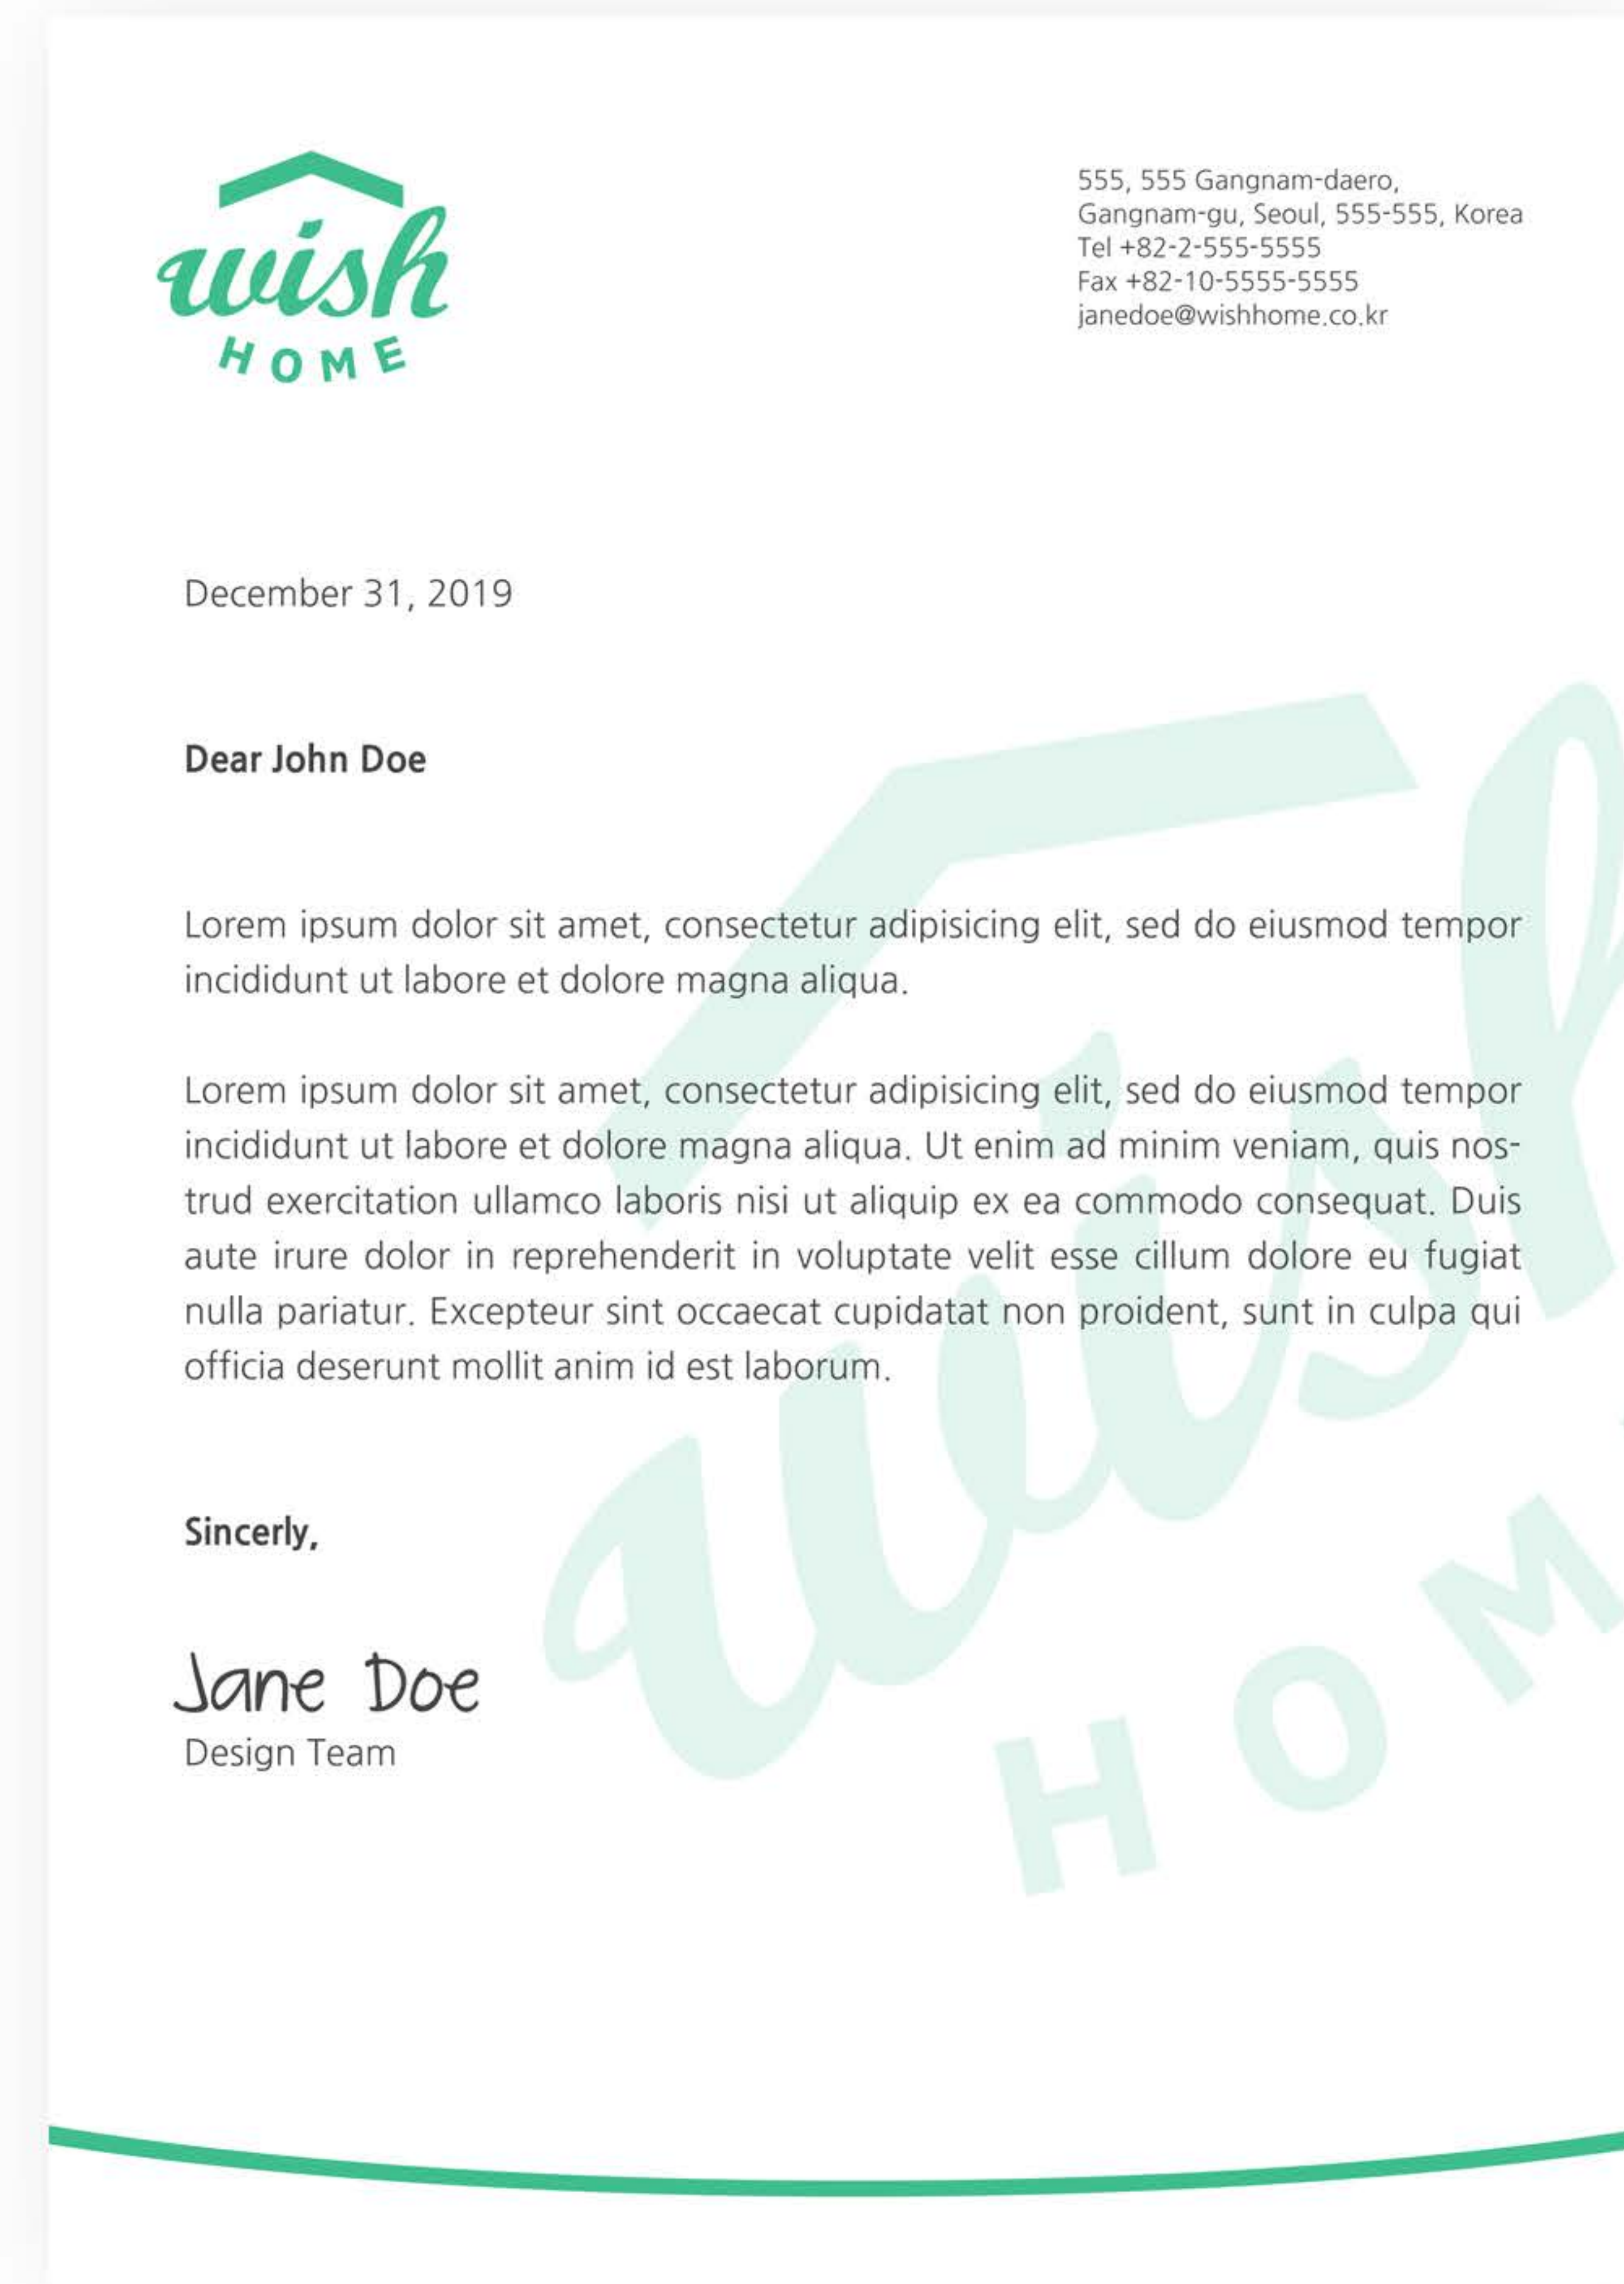 wish
HOME
555, 555 Gangnam-daero,
Gangnam-gu, Seoul, 555-555, Korea
Tel +82-2-555-5555
Fax +82-10-5555-5555
janedoe@wishhome.co.kr
December 31, 2019
Dear John Doe
Lorem ipsum dolor sit amet, consectetur adipisicing elit, sed do eiusmod tempor
incididunt ut labore et dolore magna aliqua.
Lorem ipsum dolor sit amet, consectetur adipisicing elit, sed do eiusmod tempor
incididunt ut labore et dolore magna aliqua. Ut enim ad minim veniam, quis nos-
trud exercitation ullamco laboris nisi ut aliquip ex ea commodo consequat. Duis
aute irure dolor in reprehenderit in voluptate velit esse cillum dolore eu fugiat
nulla pariatur. Excepteur sint occaecat cupidatat non proident, sunt in culpa qui
officia deserunt mollit anim id est laborum.
Sincerly,
Jane Doe
Design Team
wish
HOM